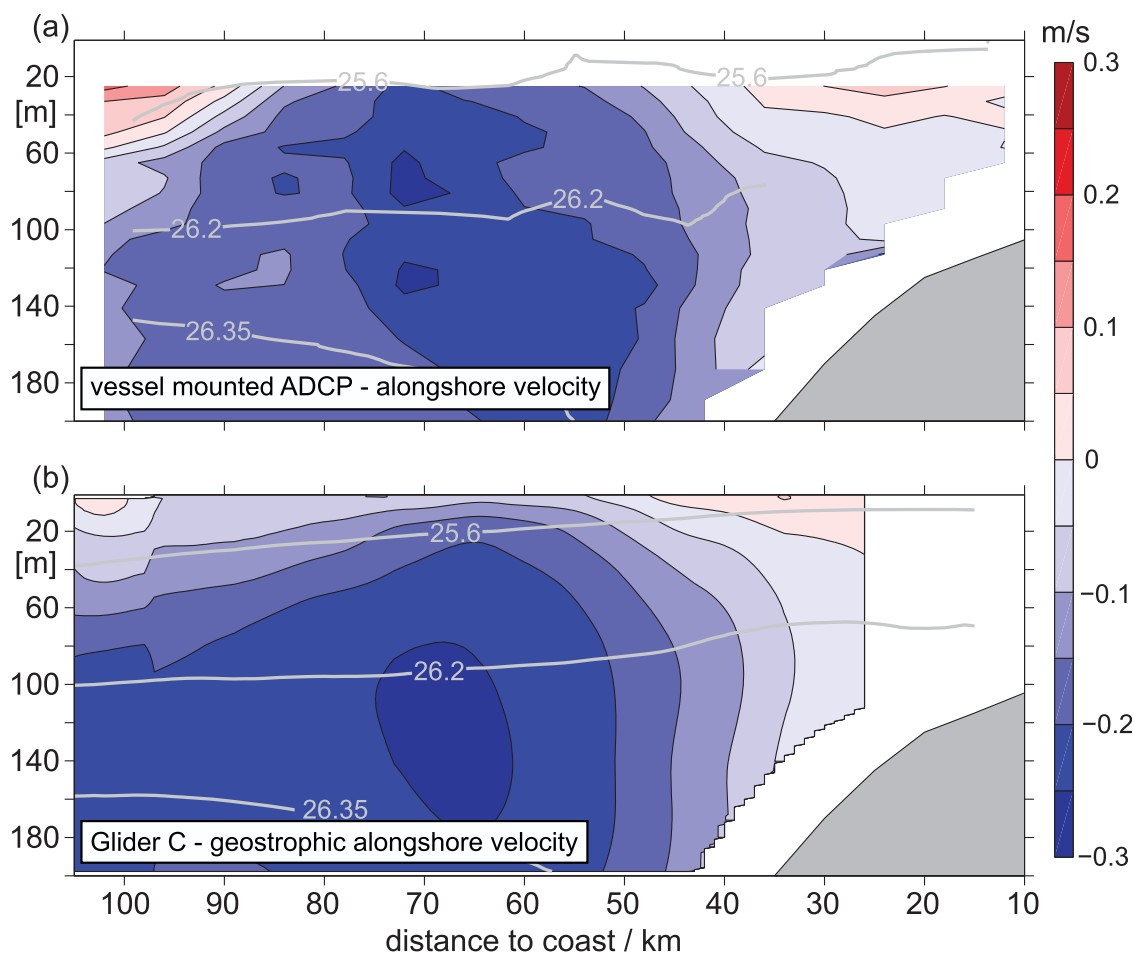 (a)
m/s
20
[m]
60
100
140
180
25.6
25.6
26.2
26.2
26.35
vessel mounted ADCP - alongshore velocity
0.3
0.2
0.1
0
−0.1
−0.2
−0.3
(b)
20
[m]
60
100
140
180
25.6
26.2
26.35
Glider C - geostrophic alongshore velocity
100 90 80 70 60 50 40 30 20 10
distance to coast / km